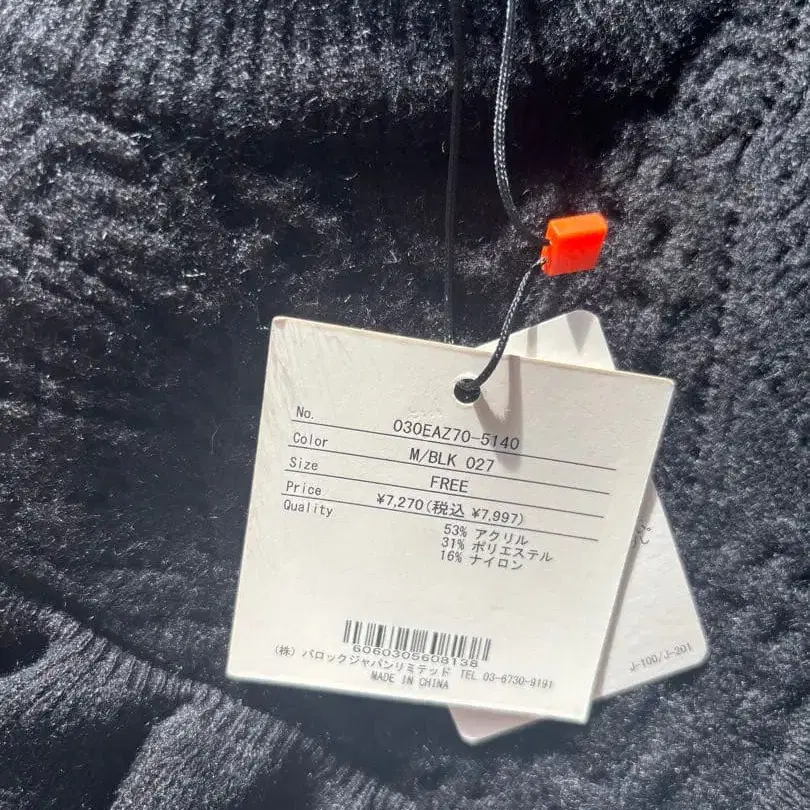 No. 030EAZ70-5140
Color M/BLK 027
Size FREE
Price ¥7,270(税込 ¥7,997)
Quality 53% アクリル
31% ポリエステル
16% ナイロン
6060305608138
(株) バロックジャパンリミテッド TEL 03-6730-9191
MADE IN CHINA
J-100/J-201